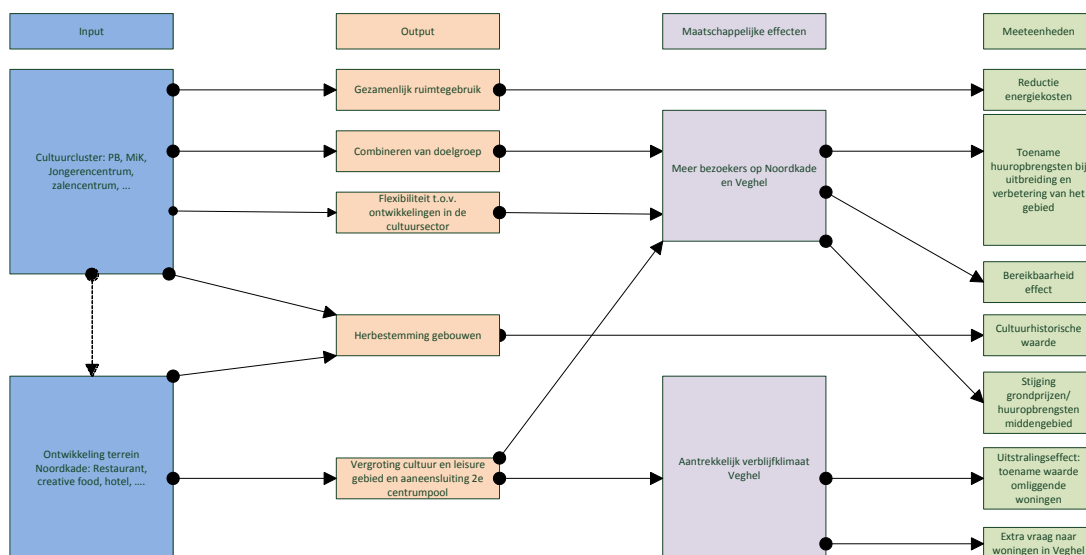 Input
Output
Maatschappelijke effecten
Meeteenheden
Cultuurcluster: PB, MiK,
Jongerencentrum,
zalencentrum, ...
Gezamenlijk ruimtegebruik
Reductie
energiekosten
Combineren van doelgroep
Meer bezoekers op Noordkade
en Veghel
Toename
huuropbrengsten bij
uitbreiding en
verbetering van het
gebied
Flexibiliteit t.o.v.
ontwikkelingen in de
cultuursector
Bereikbaarheid
effect
Herbestemming gebouwen
Cultuurhistorische
waarde
Stijging
grondprijzen/
huuropbrengsten
middengebied
Ontwikkeling terrein
Noordkade: Restaurant,
creative food, hotel, ....
Vergroting cultuur en leisure
gebied en aaneensluiting 2e
centrumpool
Aantrekkelijk verblijfklimaat
Veghel
Uitstralingseffect:
toename waarde
omliggende
woningen
Extra vraag naar
woningen in Veghel